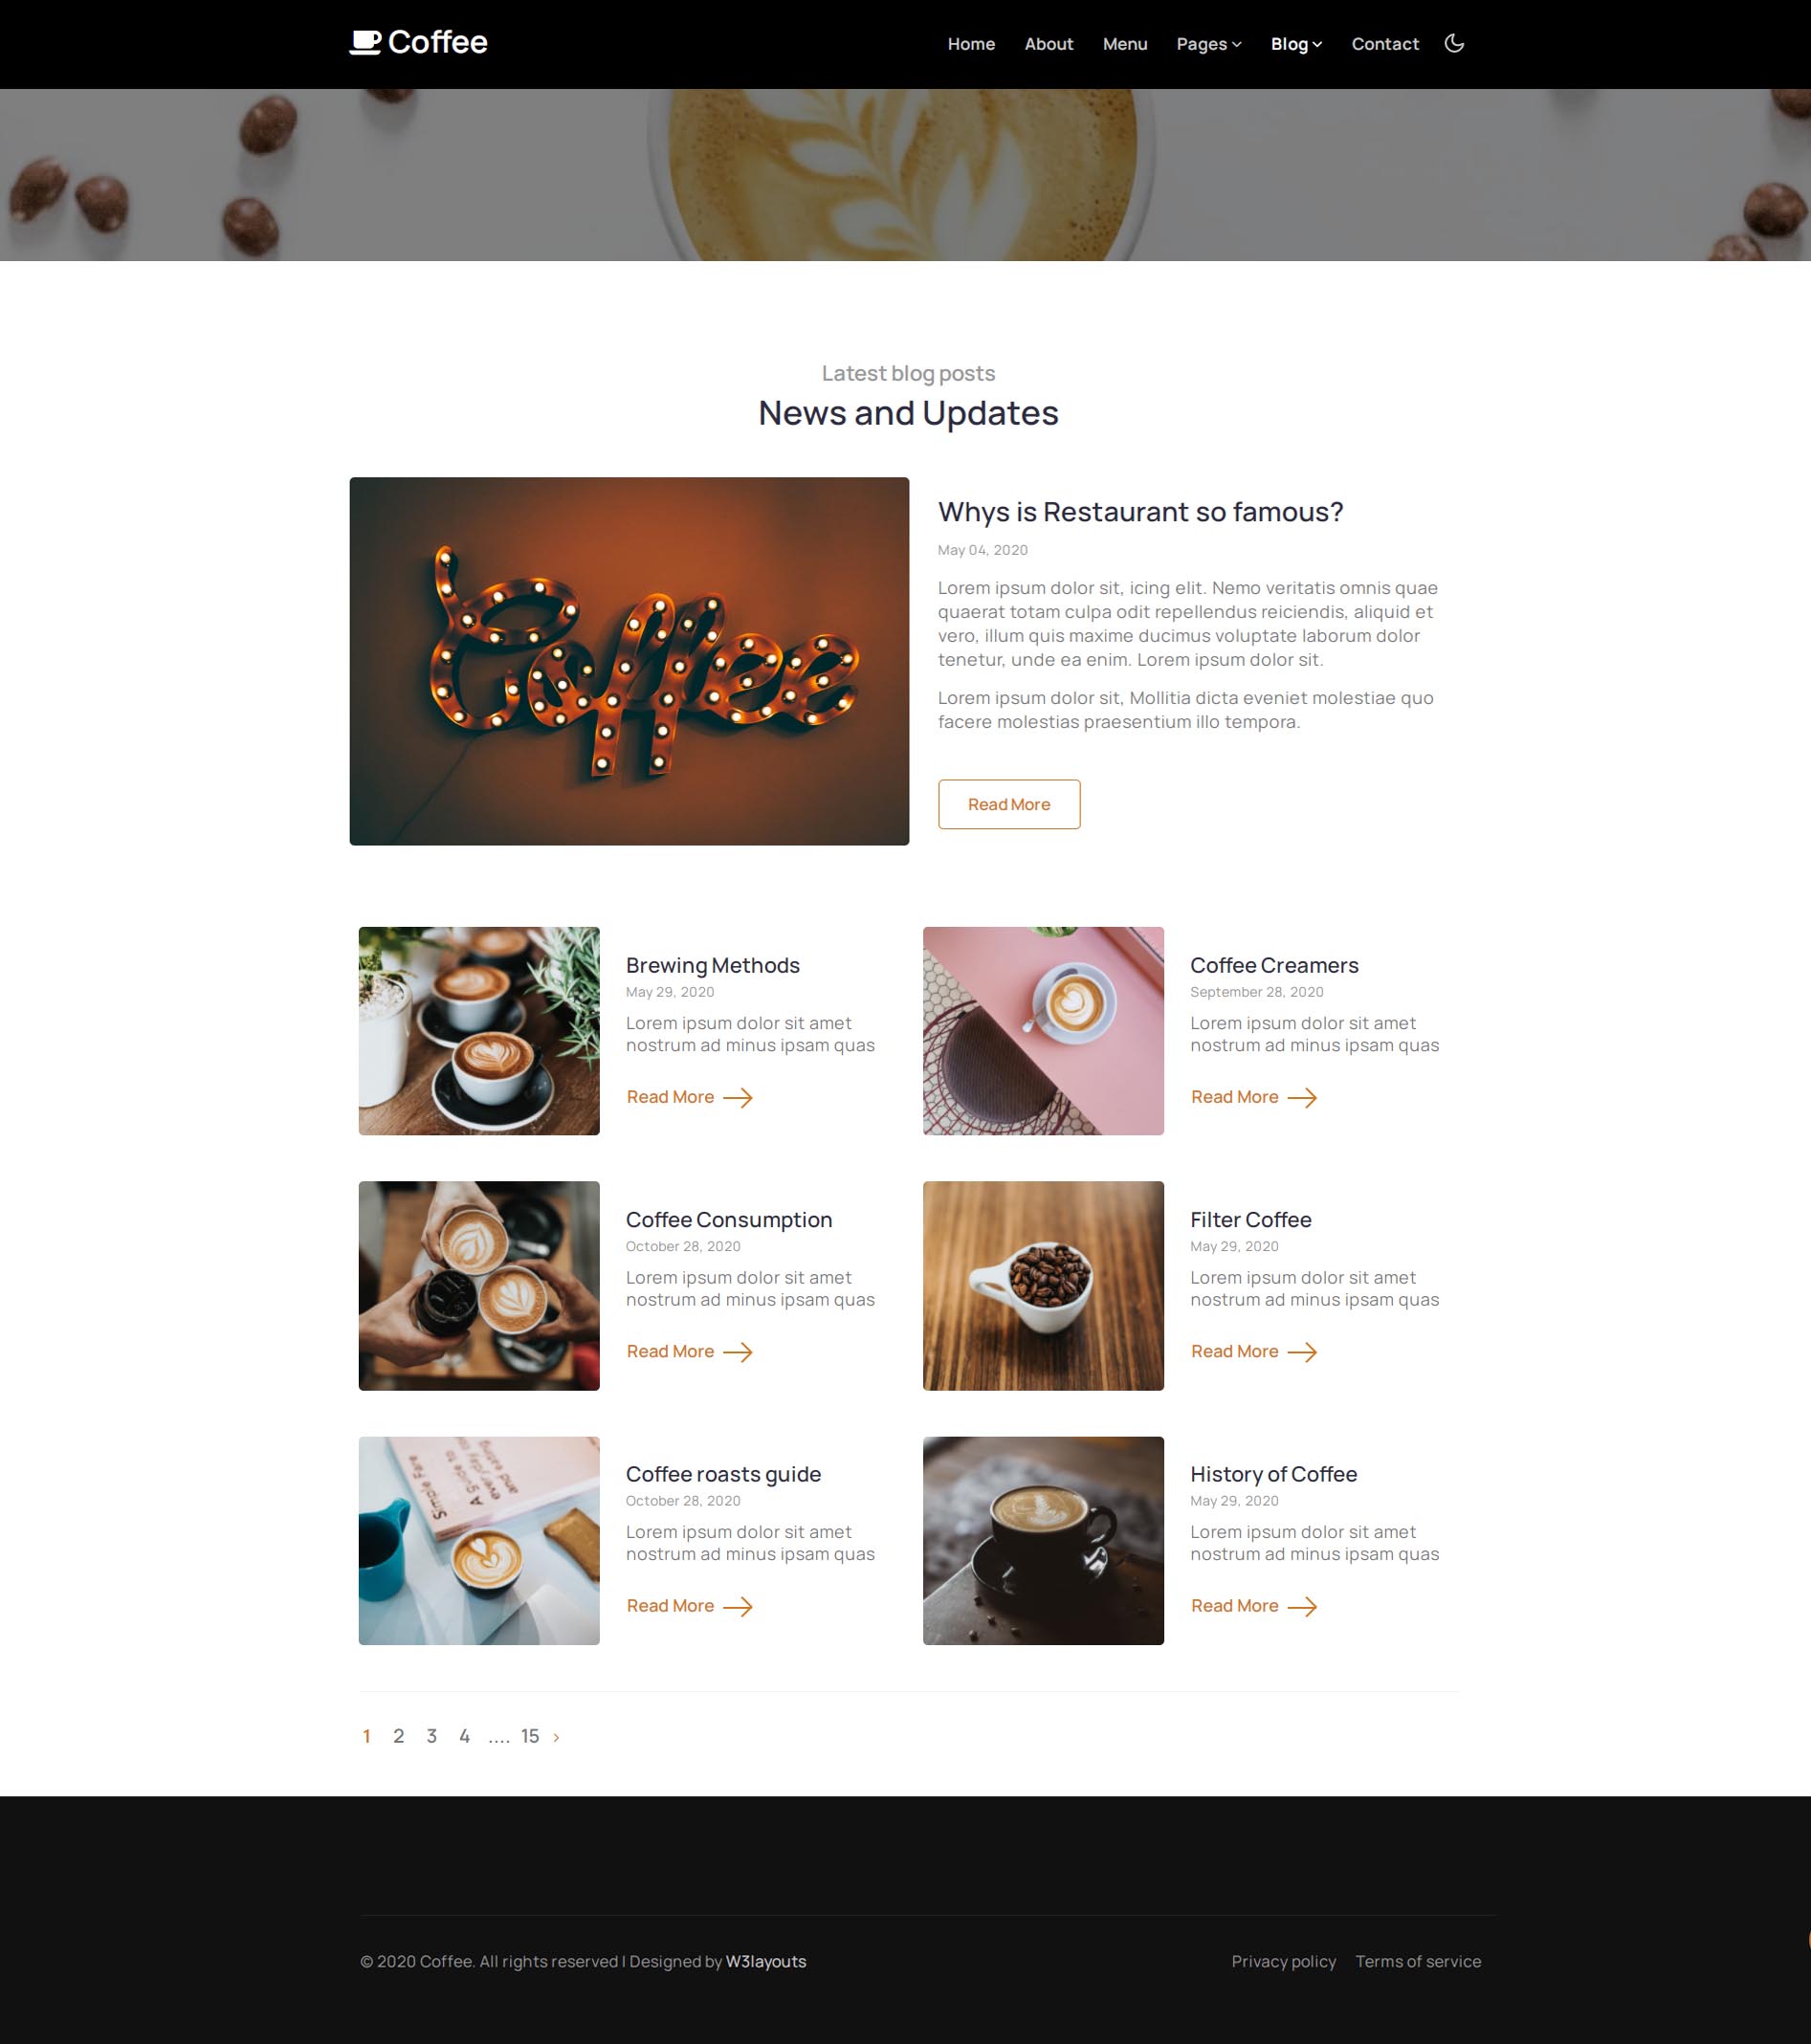 Coffee
Home About Menu Pages Blog Contact
Latest blog posts
News and Updates
Coffee
Whys is Restaurant so famous?
May 04, 2020
Lorem ipsum dolor sit, icing elit. Nemo veritatis omnis quae
quaerat totam culpa odit repellendus reiciendis, aliquid et
vero, illum quis maxime ducimus voluptate laborum dolor
tenetur, unde ea enim. Lorem ipsum dolor sit.
Lorem ipsum dolor sit, Mollitia dicta eveniet molestiae quo
facere molestias praesentium illo tempora.
Read More
Brewing Methods
May 29, 2020
Lorem ipsum dolor sit amet
nostrum ad minus ipsam quas
Read More
Coffee Creamers
September 28, 2020
Lorem ipsum dolor sit amet
nostrum ad minus ipsam quas
Read More
Coffee Consumption
October 28, 2020
Lorem ipsum dolor sit amet
nostrum ad minus ipsam quas
Read More
Filter Coffee
May 29, 2020
Lorem ipsum dolor sit amet
nostrum ad minus ipsam quas
Read More
Simple Fare
A guide to
everyday
and eating
Coffee roasts guide
October 28, 2020
Lorem ipsum dolor sit amet
nostrum ad minus ipsam quas
Read More
History of Coffee
May 29, 2020
Lorem ipsum dolor sit amet
nostrum ad minus ipsam quas
Read More
1 2 3 4 .... 15 ›
© 2020 Coffee. All rights reserved | Designed by W3layouts
Privacy policy Terms of service